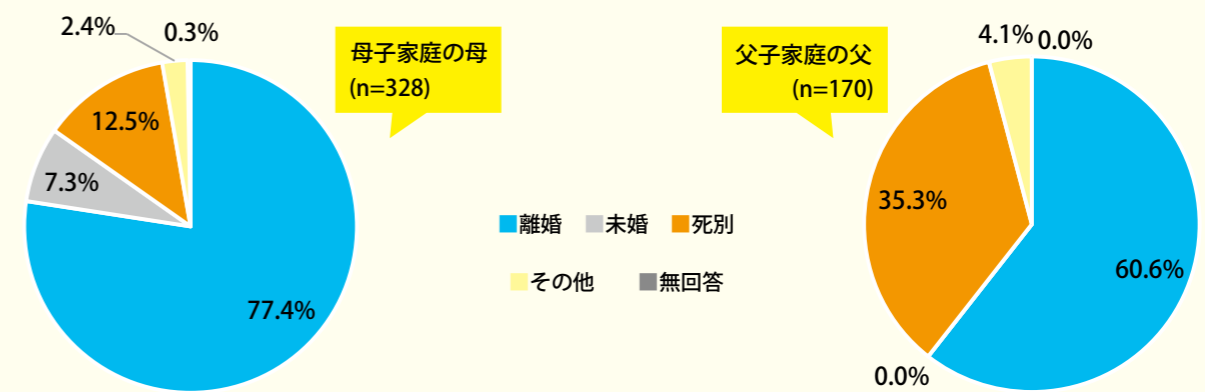 2.4%
0.3%
母子家庭の母
(n=328)
12.5%
7.3%
77.4%
離婚 未婚 死別
その他 無回答
父子家庭の父
(n=170)
4.1%
0.0%
35.3%
60.6%
0.0%